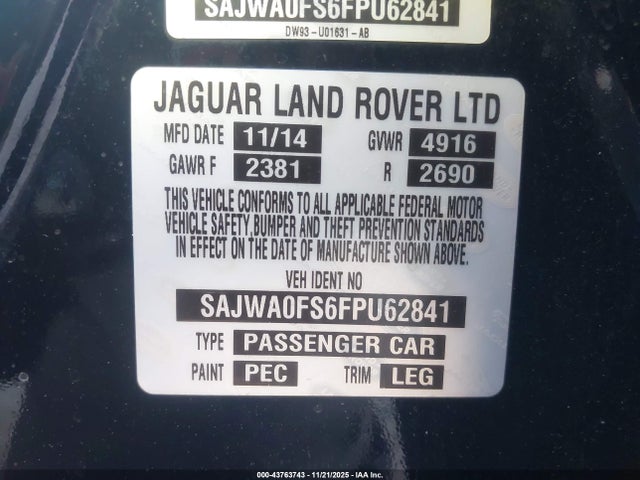 SAJWA0FS6FPU62841
DW93-U01631-AB
JAGUAR LAND ROVER LTD
MFD DATE 11/14 GVWR 4916
GAWR F 2381 R 2690
THIS VEHICLE CONFORMS TO ALL APPLICABLE FEDERAL MOTOR
VEHICLE SAFETY,BUMPER AND THEFT PREVENTION STANDARDS
IN EFFECT ON THE DATE OF MANUFACTURE SHOWN ABOVE.
VEH IDENT NO
SAJWA0FS6FPU62841
TYPE PASSENGER CAR
PAINT PEC TRIM LEG
000-43763743 - 11/21/2025 - IAA Inc.